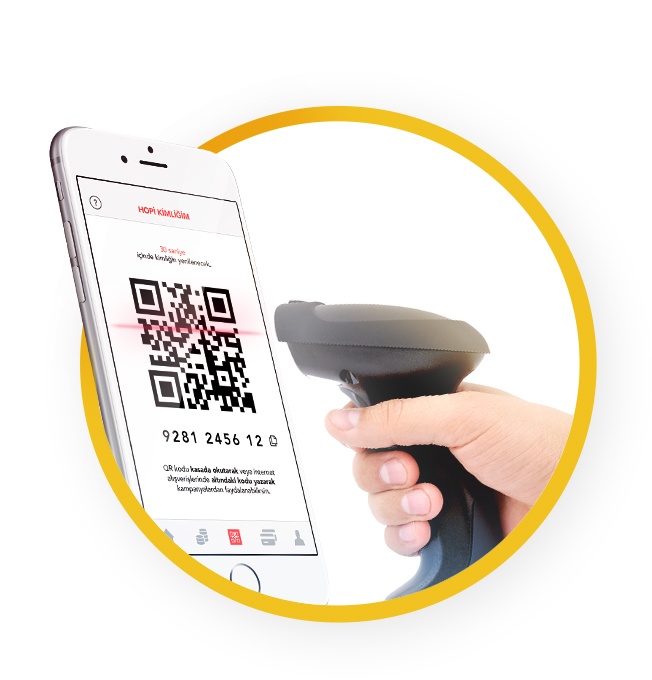 ?
HOPİ KİMLİĞİM
30 saniye
içinde kimliğin yenilenecek.
9281 2456 12
QR kodu kasada okutarak veya internet
alışverişlerinde altındaki kodu yazarak
kampanyalardan faydalanabilirsin.